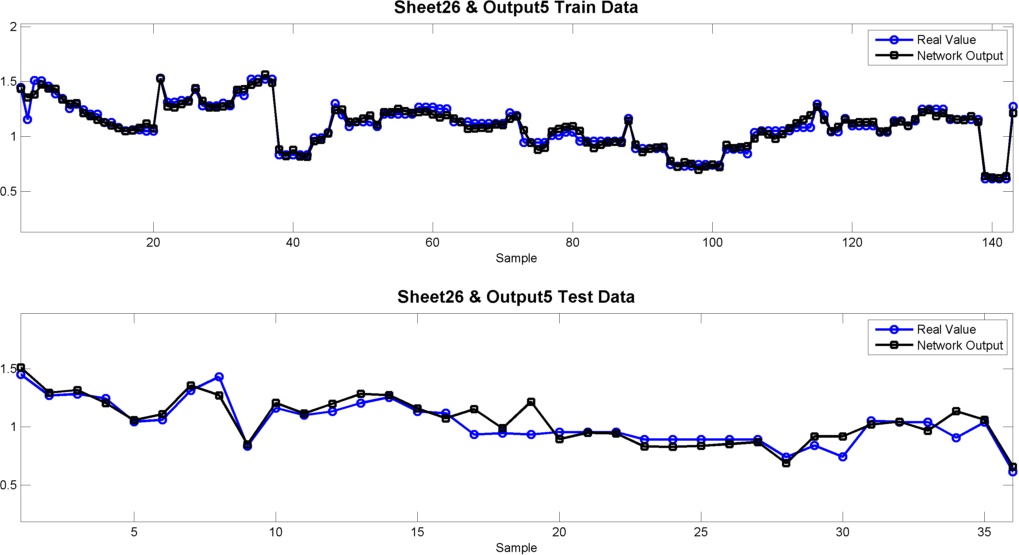 Sheet26 & Output5 Train Data
2
1.5
1
0.5
Real Value
Network Output
20 40 60 80 100 120 140
Sample
Sheet26 & Output5 Test Data
1.5
1
0.5
Real Value
Network Output
5 10 15 20 25 30 35
Sample